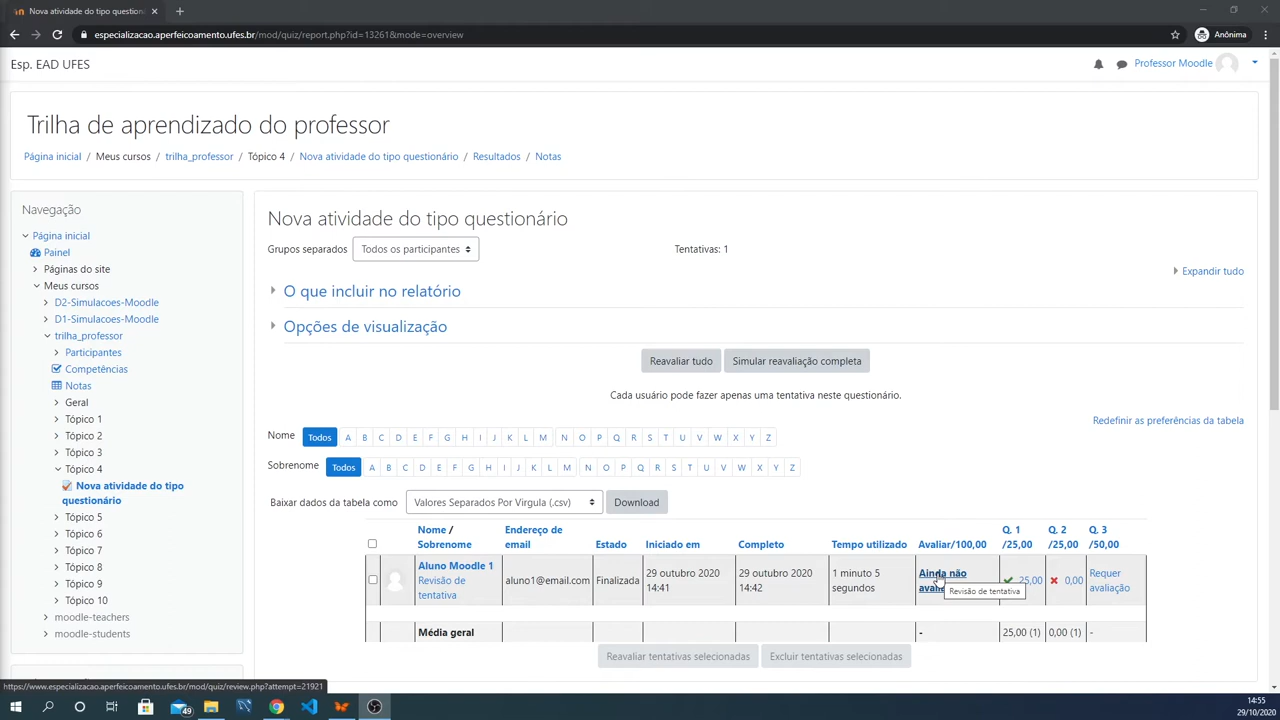 Nova atividade do tipo questioná
especializacao.aperfeicoamento.ufes.br/mod/quiz/report.php?id=13261&mode=overview
Anônima
Esp. EAD UFES
Professor Moodle
Trilha de aprendizado do professor
Página inicial / Meus cursos / trilha_professor / Tópico 4 / Nova atividade do tipo questionário / Resultados / Notas
Navegação
Página inicial
Painel
Páginas do site
Meus cursos
D2-Simulacoes-Moodle
D1-Simulacoes-Moodle
trilha_professor
Participantes
Competências
Notas
Geral
Tópico 1
Tópico 2
Tópico 3
Tópico 4
Nova atividade do tipo
questionário
Tópico 5
Tópico 6
Tópico 7
Tópico 8
Tópico 9
Tópico 10
moodle-teachers
moodle-students
Nova atividade do tipo questionário
Grupos separados Todos os participantes Tentativas: 1
Expandir tudo
O que incluir no relatório
Opções de visualização
Reavaliar tudo Simular reavaliação completa
Cada usuário pode fazer apenas uma tentativa neste questionário.
Redefinir as preferências da tabela
Nome Todos A B C D E F G H I J K L M N O P Q R S T U V W X Y Z
Sobrenome Todos A B C D E F G H I J K L M N O P Q R S T U V W X Y Z
Baixar dados da tabela como Valores Separados Por Virgula (.csv) Download
Nome / Endereço de Q. 1 Q. 2 Q. 3
Sobrenome email Estado Iniciado em Completo Tempo utilizado Avaliar/100,00 /25,00 /25,00 /50,00
Aluno Moodle 1
Revisão de
tentativa
aluno1@email.com
Finalizada
29 outubro 2020
14:41
29 outubro 2020
14:42
1 minuto 5
segundos
Ainda não
Revisão de tentativa
25,00
0,00
Requer
avaliação
Média geral - 25,00 (1) 0,00 (1) -
Reavaliar tentativas selecionadas Excluir tentativas selecionadas
https://www.especializacao.aperfeicoamento.ufes.br/mod/quiz/review.php?attempt=21921
49
14:55
29/10/2020